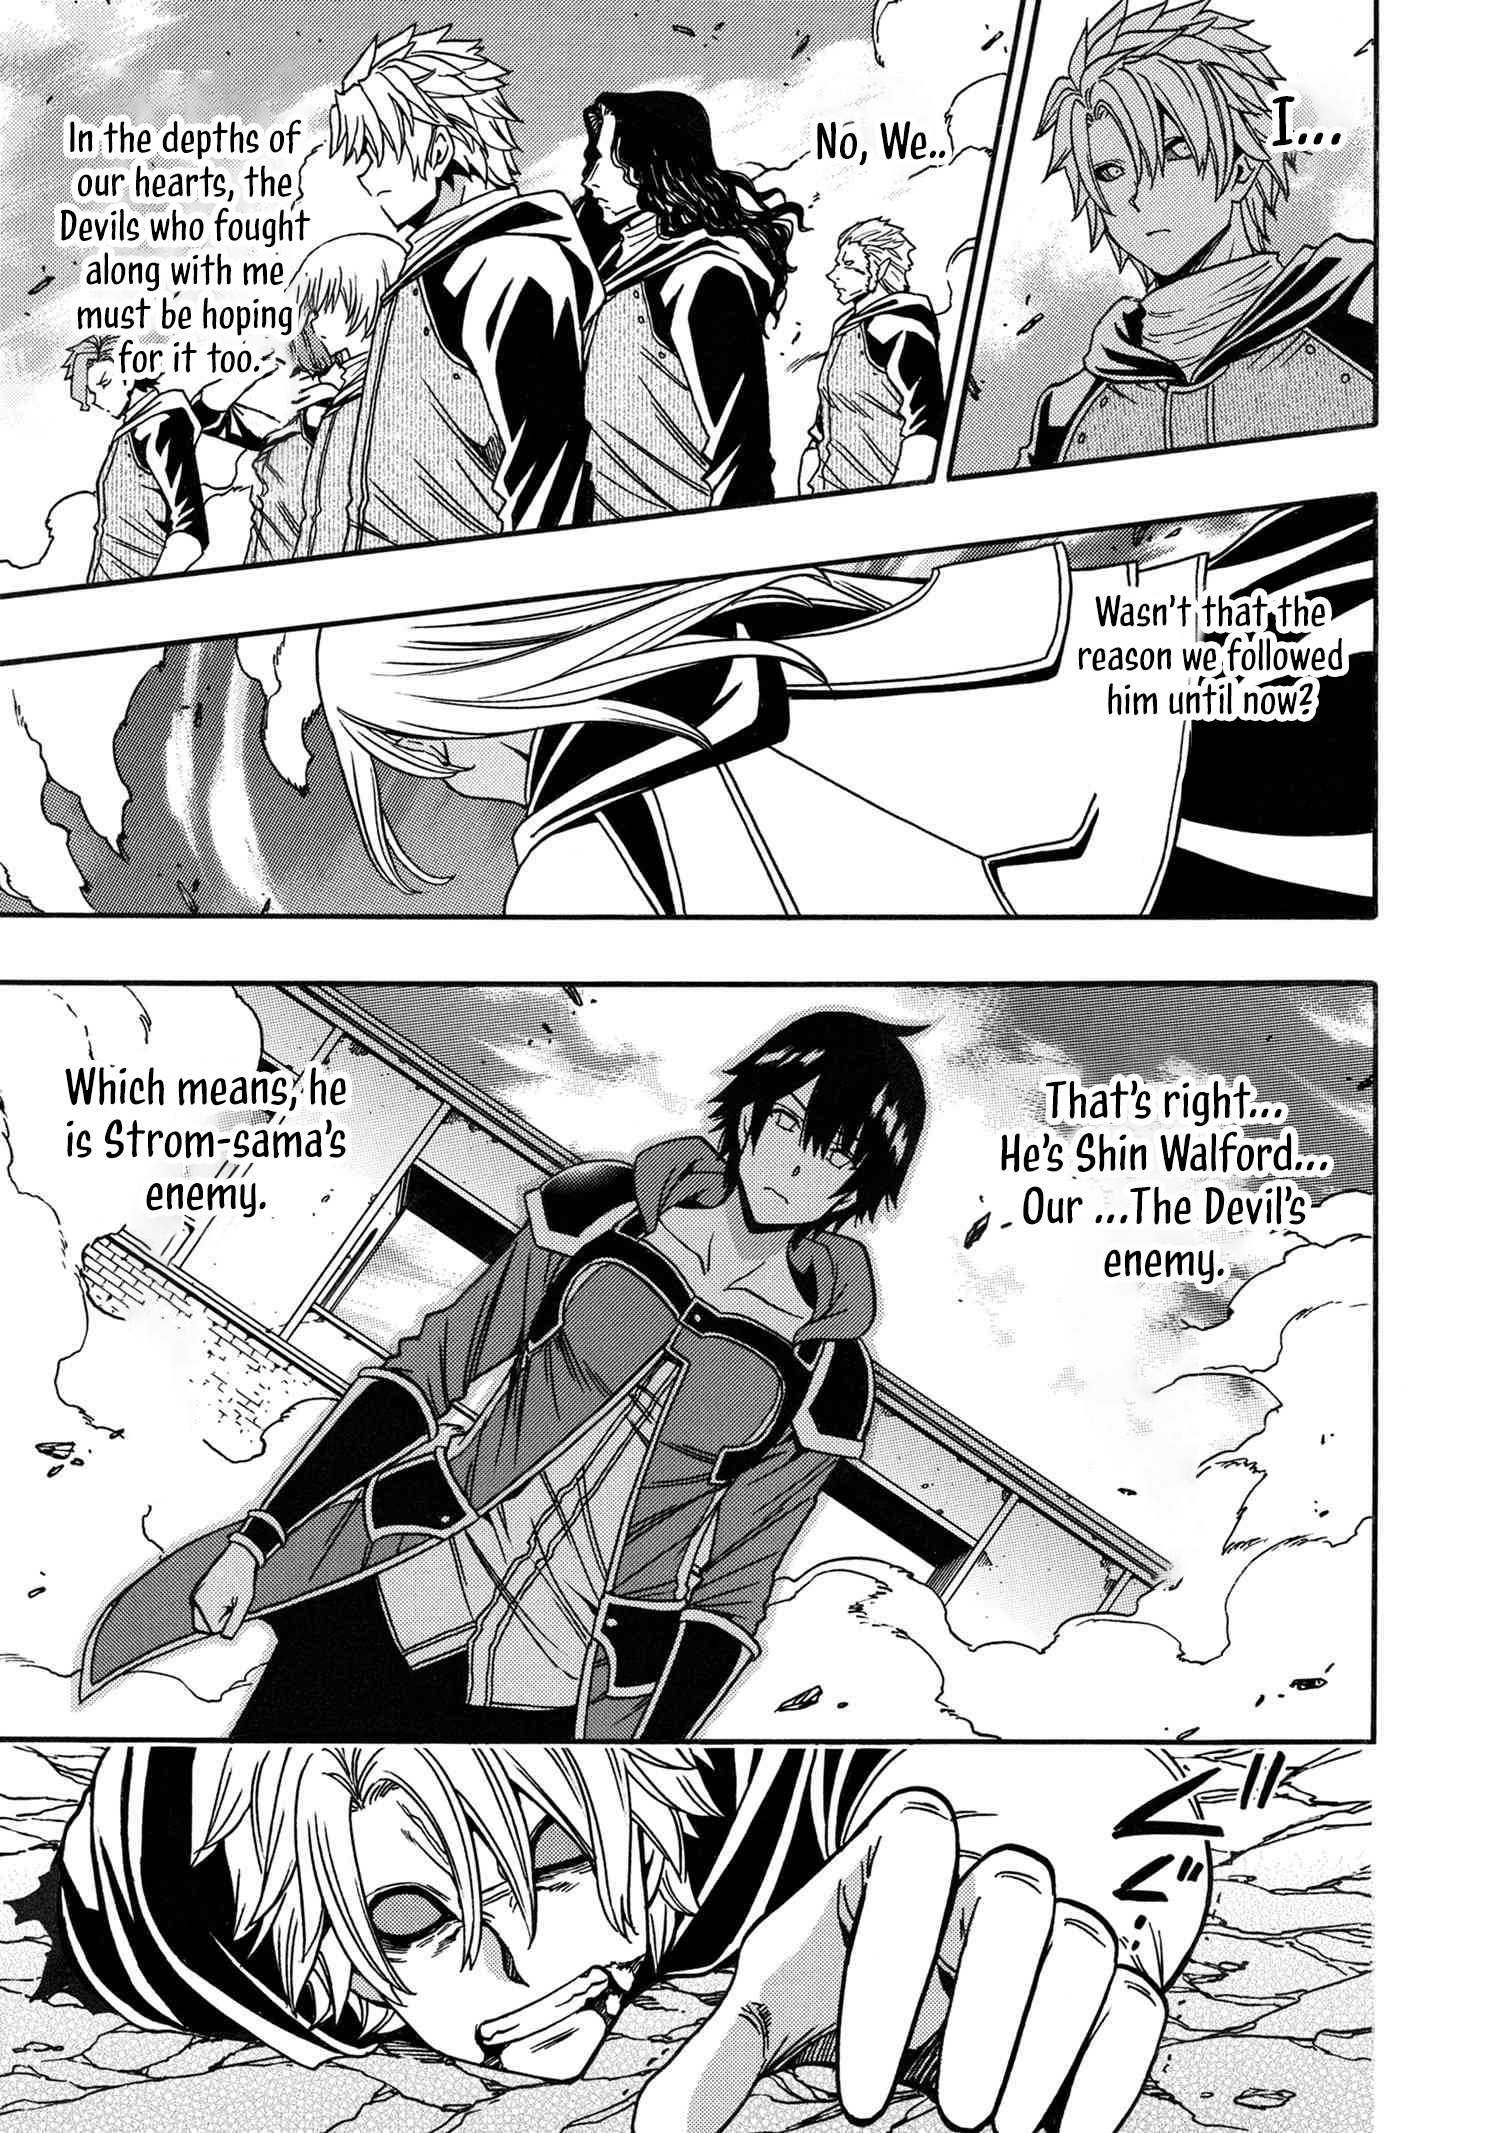 I...
No, We..
In the depths of
our hearts, the
Devils who fought
along with me
must be hoping
for it too.
Wasn't that the
reason we followed
him until now?
That's right...
He's Shin Walford...
Our ...The Devil's
enemy.
Which means, he
is Strom-sama's
enemy.